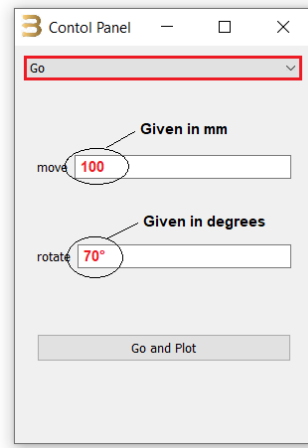 Contol Panel
Go
Given in mm
move 100
Given in degrees
rotate 70°
Go and Plot